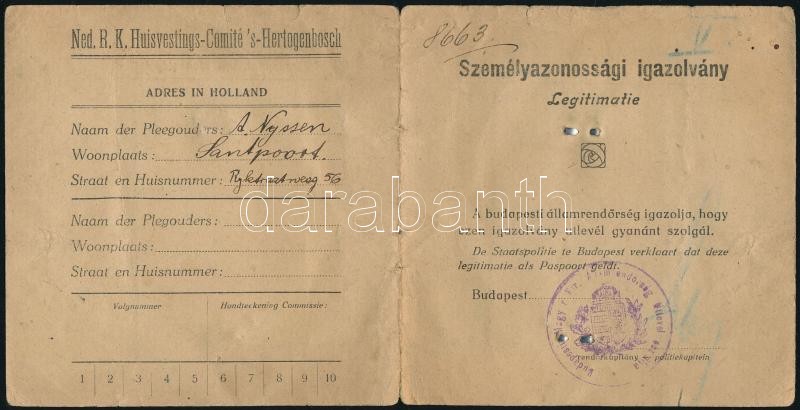 Ned. R. K. Huisvestings-Comité 's-Hertogenbosch
ADRES IN HOLLAND
Naam der Pleegouders: A. Nyssen
Woonplaats: Santpoort.
Straat en Huisnummer: 56
Naam der Plegouders:
Woonplaats:
Straat en Huisnummer:
Volgnummer Handteekening Commissie:
1 2 3 4 5 6 7 8 9 10
8663.
Személyazonossági igazolvány
Legitimatie
A budapesti államrendőrség igazolja, hogy
ezen igazolvány útlevél gyanánt szolgál.
De Staatspolitie te Budapest verklaart dat deze
legitimatie als Paspoort geldt.
Budapest
rendőrkapitány politiekapitein
darabanth